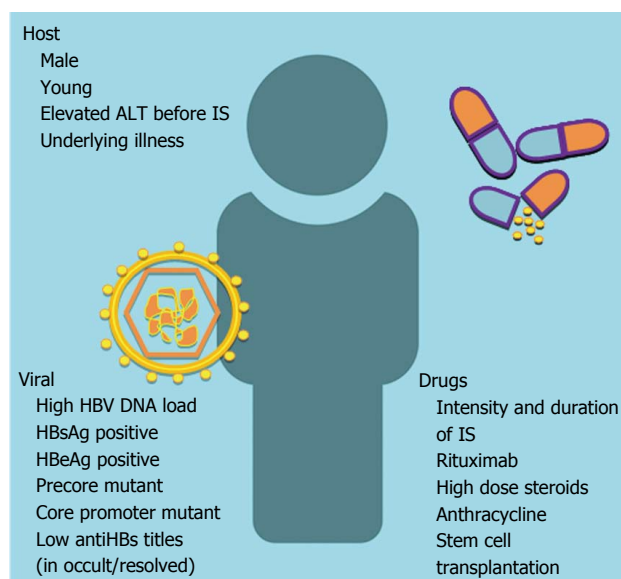 Host
Male
Young
Elevated ALT before IS
Underlying illness
Viral
High HBV DNA load
HBsAg positive
HBeAg positive
Precore mutant
Core promoter mutant
Low antiHBs titles
(in occult/resolved)
Drugs
Intensity and duration
of IS
Rituximab
High dose steroids
Anthracycline
Stem cell
transplantation